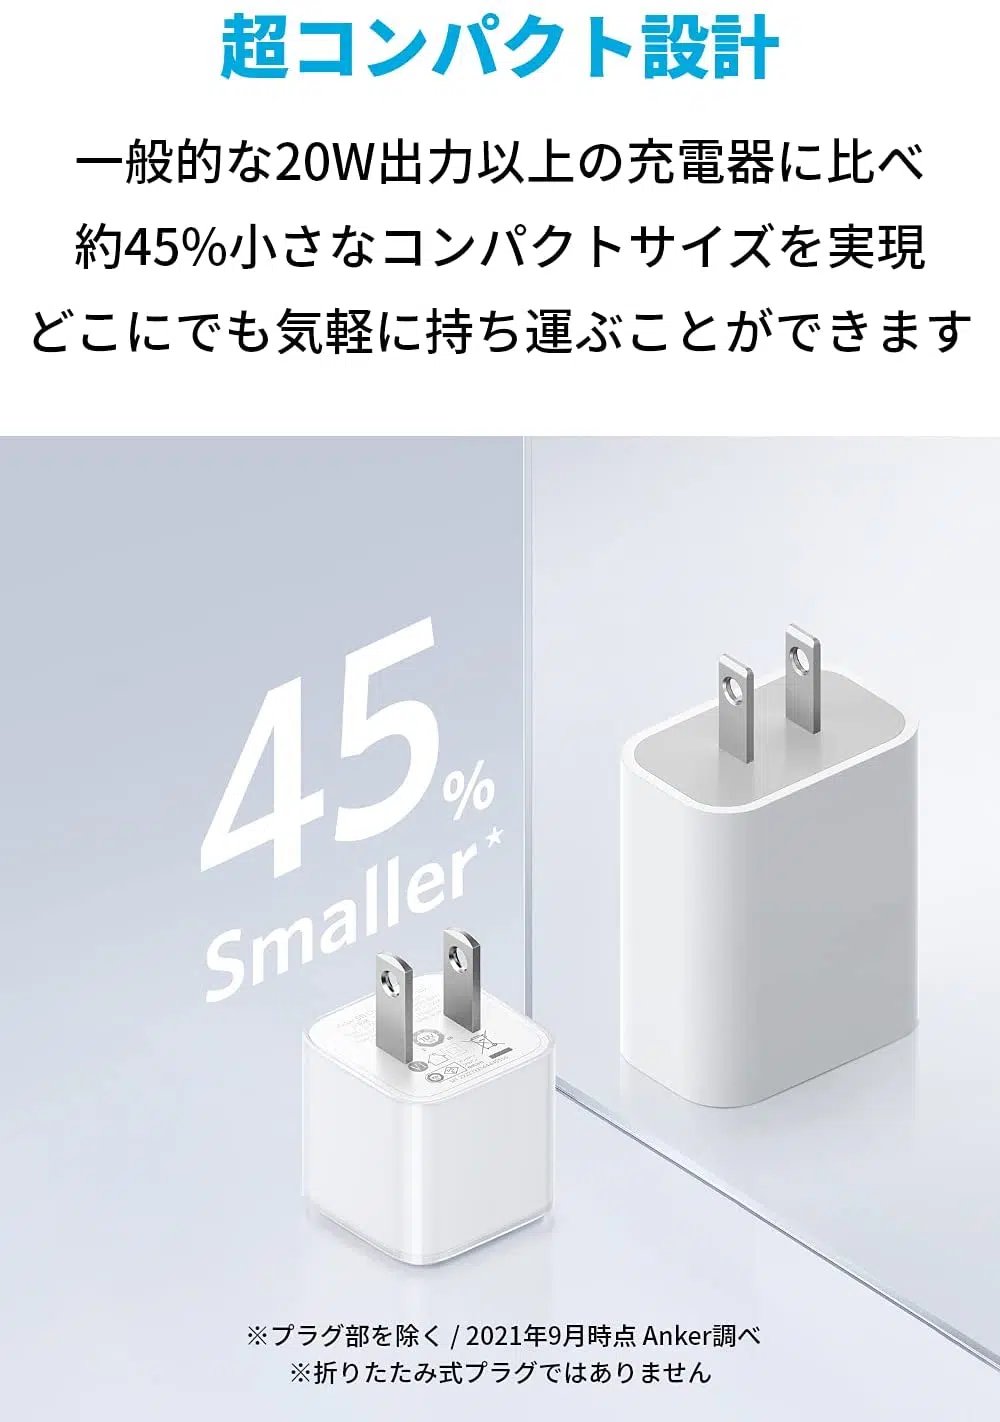 超コンパクト設計
一般的な20W出力以上の充電器に比べ
約45%小さなコンパクトサイズを実現
どこにでも気軽に持ち運ぶことができます
45%
Smaller*
※プラグ部を除く / 2021年9月時点 Anker調べ
※折りたたみ式プラグではありません